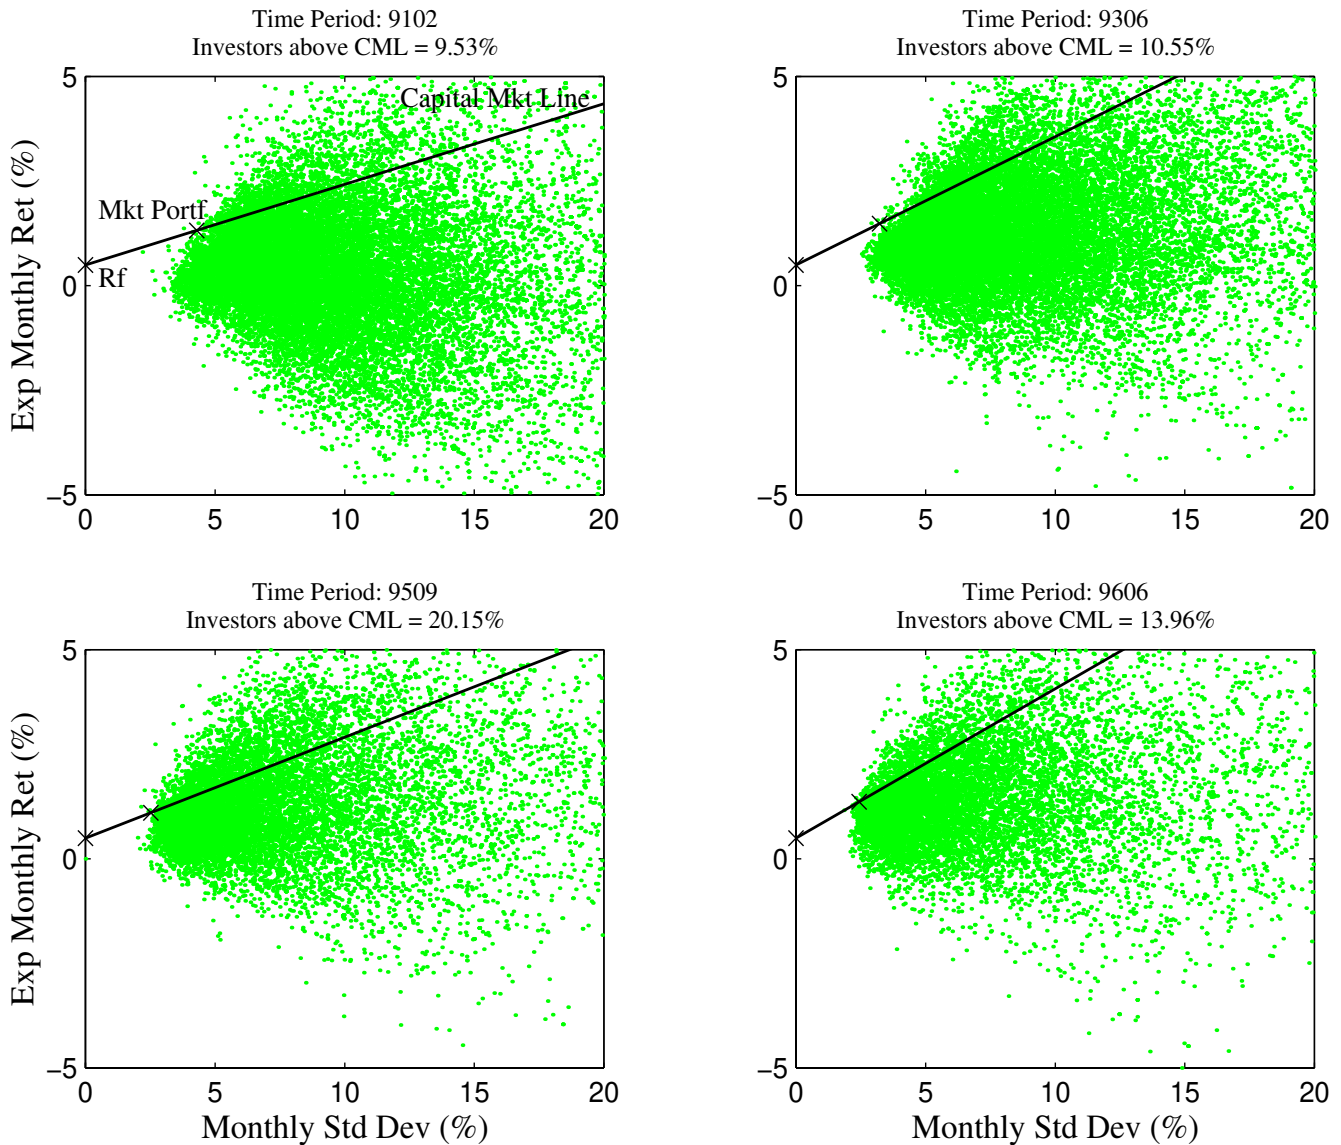 Time Period: 9102
Investors above CML = 9.53%
5
Capital Mkt Line
Mkt Portf
Rf
0
−5
0 5 10 15 20
Exp Monthly Ret (%)
Time Period: 9306
Investors above CML = 10.55%
5
0
−5
0 5 10 15 20
Time Period: 9509
Investors above CML = 20.15%
5
0
−5
0 5 10 15 20
Exp Monthly Ret (%)
Monthly Std Dev (%)
Time Period: 9606
Investors above CML = 13.96%
5
0
−5
0 5 10 15 20
Monthly Std Dev (%)